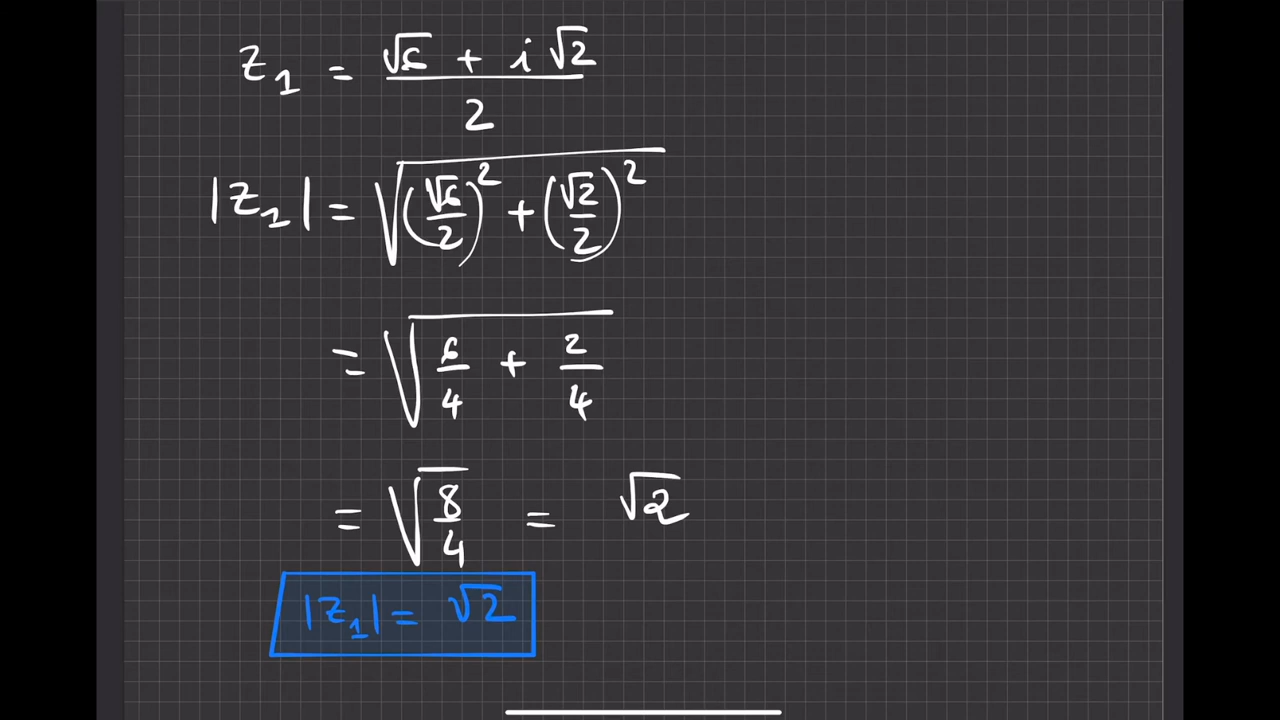 z₁ = (√6 + i√2)/2
|z₁| = √((√6/2)² + (√2/2)²)
= √(6/4 + 2/4)
= √(8/4) = √2
|z₁| = √2